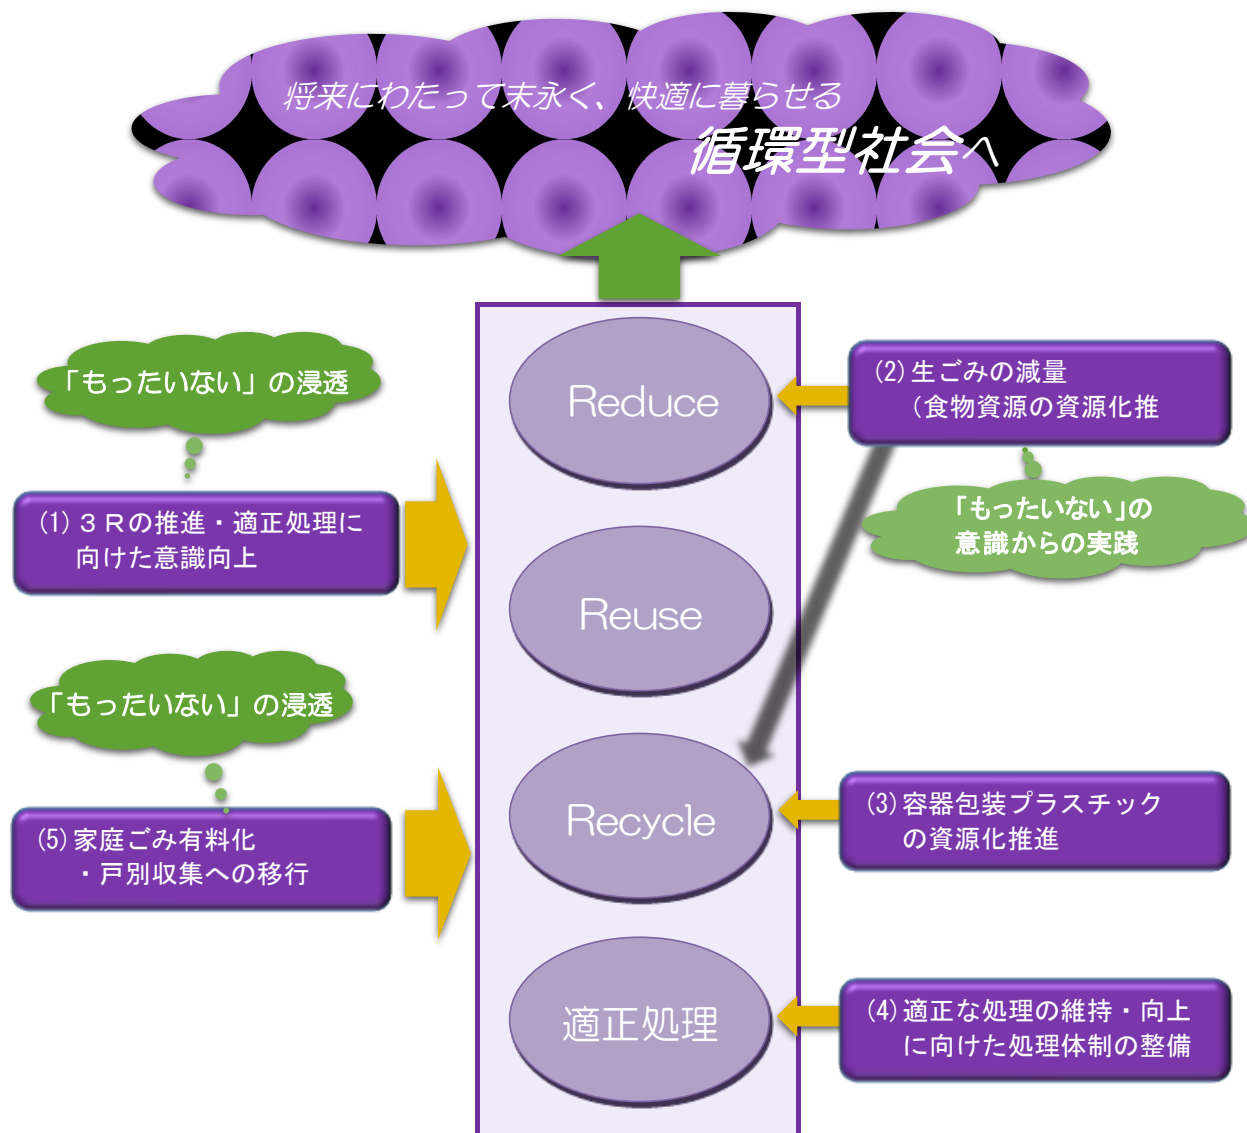 将来にわたって末永く、快適に暮らせる
循環型社会へ
「もったいない」の浸透
(1)３Ｒの推進・適正処理に
向けた意識向上
「もったいない」の浸透
(5)家庭ごみ有料化
・戸別収集への移行
Reduce
Reuse
Recycle
適正処理
(2)生ごみの減量
（食物資源の資源化推
「もったいない」の
意識からの実践
(3)容器包装プラスチック
の資源化推進
(4)適正な処理の維持・向上
に向けた処理体制の整備